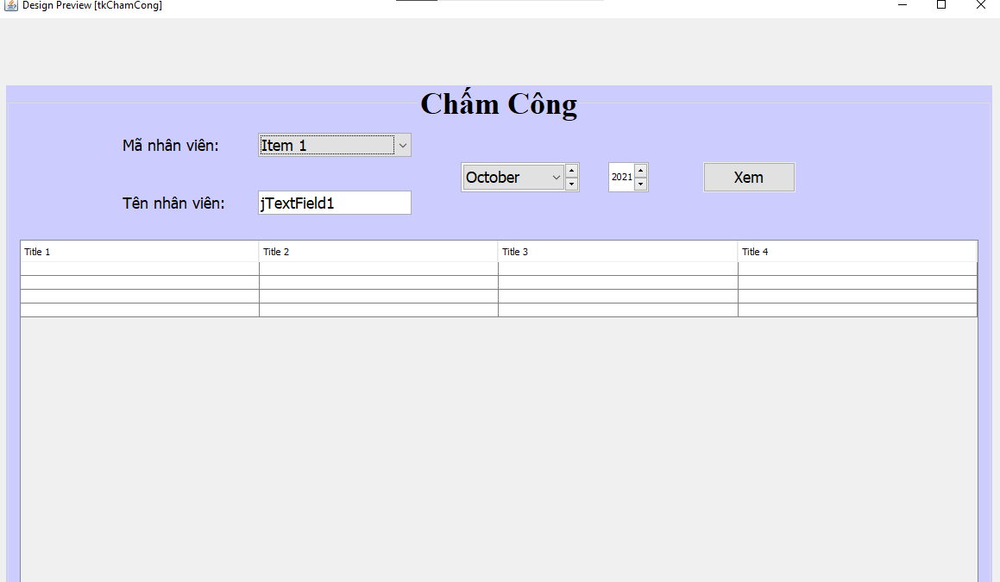 Design Preview [tkChamCong]
Chấm Công
Mã nhân viên:
Item 1
October
2021
Xem
Tên nhân viên:
jTextField1
Title 1
Title 2
Title 3
Title 4